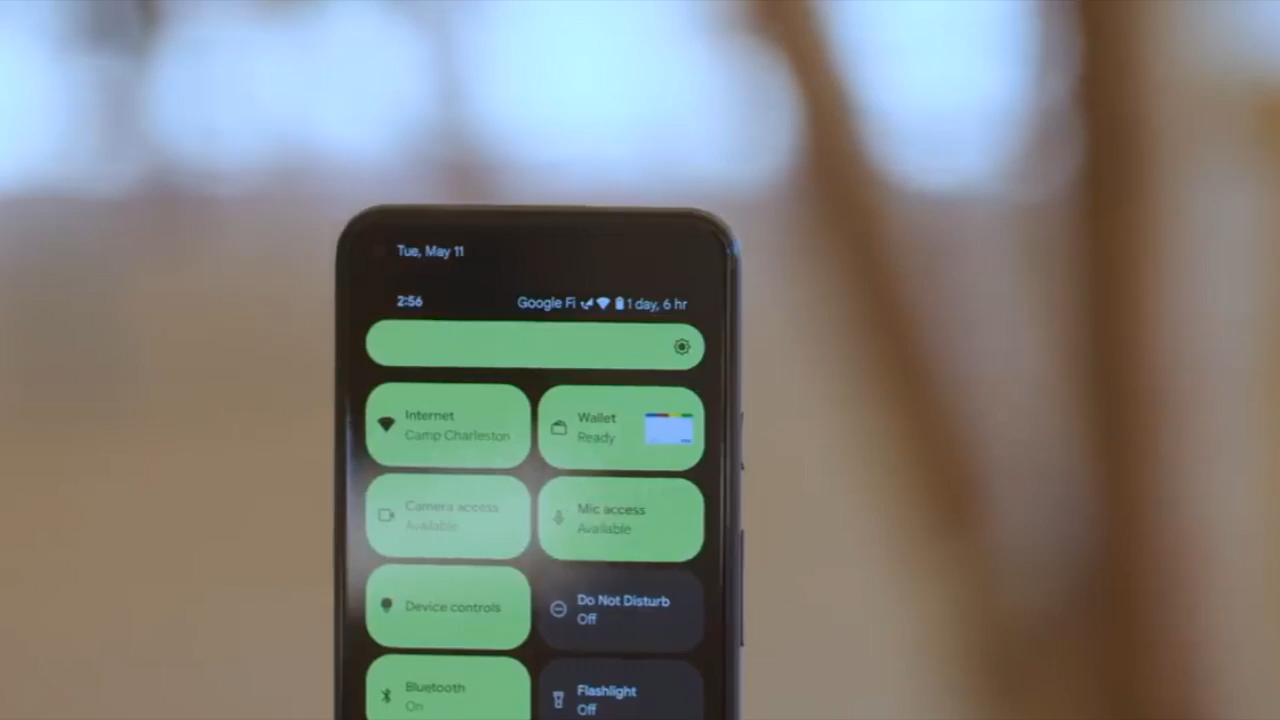 Tue, May 11
2:56
Google Fi 1 day, 6 hr
Internet
Camp Charleston
Wallet
Ready
Camera access
Available
Mic access
Available
Device controls
Do Not Disturb
Off
Bluetooth
On
Flashlight
Off